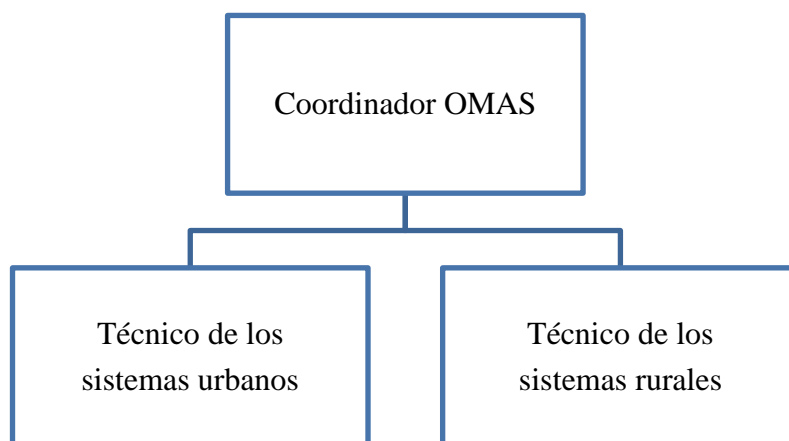 Coordinador OMAS
Técnico de los
sistemas urbanos
Técnico de los
sistemas rurales